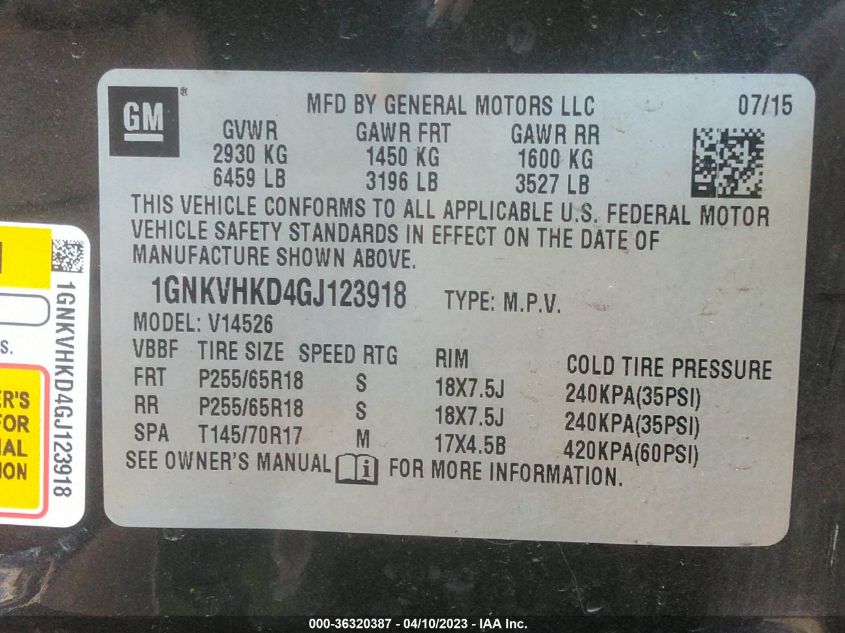 GM ®
MFD BY GENERAL MOTORS LLC 07/15
GVWR GAWR FRT GAWR RR
2930 KG 1450 KG 1600 KG
6459 LB 3196 LB 3527 LB
THIS VEHICLE CONFORMS TO ALL APPLICABLE U.S. FEDERAL MOTOR
VEHICLE SAFETY STANDARDS IN EFFECT ON THE DATE OF
MANUFACTURE SHOWN ABOVE.
1GNKVHKD4GJ123918 TYPE: M.P.V.
MODEL: V14526
VBBF TIRE SIZE SPEED RTG RIM COLD TIRE PRESSURE
FRT P255/65R18 S 18X7.5J 240KPA(35PSI)
RR P255/65R18 S 18X7.5J 240KPA(35PSI)
SPA T145/70R17 M 17X4.5B 420KPA(60PSI)
SEE OWNER'S MANUAL i FOR MORE INFORMATION.
1GNKVHKD4GJ123918
S.
ER'S
FOR
NAL
ION
000-36320387 - 04/10/2023 - IAA Inc.